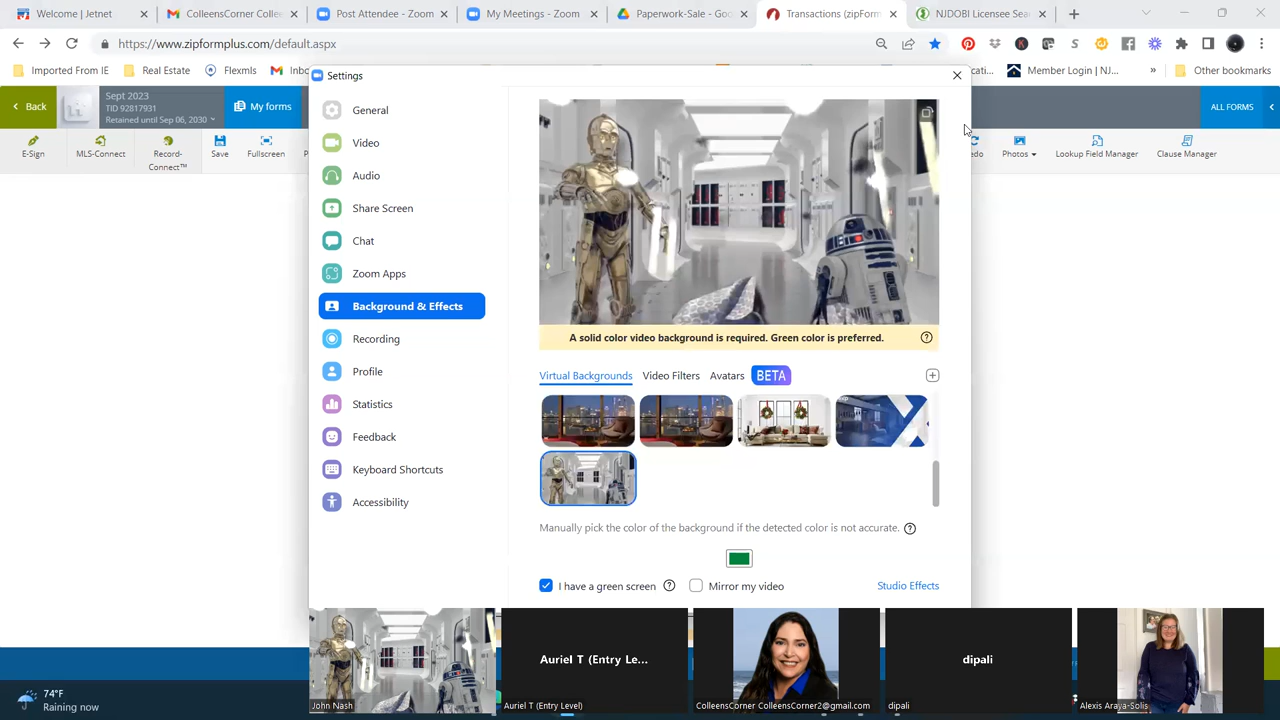 Welcome | Jetnet
ColleensCorner Colle
Post Attendee - Zoom
My Meetings - Zoom
Paperwork-Sale - Goo
Transactions (zipForm
NJDOBI Licensee Sea
https://www.zipformplus.com/default.aspx
Imported From IE
Real Estate
Flexmls
Member Login | NJ...
»
Other bookmarks
Settings
Back
Sept 2023
TID 92817931
Retained until Sep 06, 2030
My forms
ALL FORMS
E-Sign
MLS-Connect
Record-Connect™
Save
Fullscreen
Photos
Lookup Field Manager
Clause Manager
General
Video
Audio
Share Screen
Chat
Zoom Apps
Background & Effects
Recording
Profile
Statistics
Feedback
Keyboard Shortcuts
Accessibility
A solid color video background is required. Green color is preferred.
Virtual Backgrounds
Video Filters
Avatars
BETA
Manually pick the color of the background if the detected color is not accurate.
I have a green screen
Mirror my video
Studio Effects
Auriel T (Entry Le...
dipali
John Nash
Auriel T (Entry Level)
ColleensCorner ColleensCorner2@gmail.com
dipali
Alexis Araya-Solis
74°F
Raining now